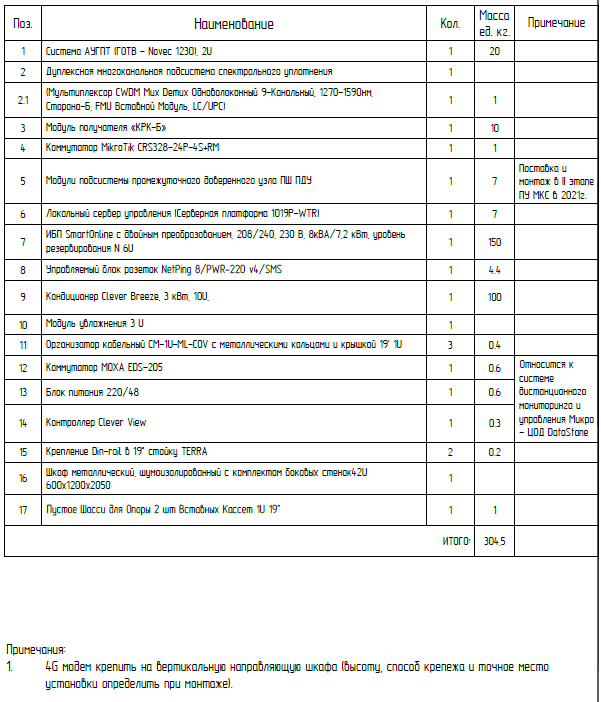 Поз. Наименование Кол. Масса ед. кг. Примечание
1 Система АУГПТ (ГОТВ - Novec 1230), 2U 1 20
2 Дуплексная многоканальная подсистема спектрального уплотнения 1
2.1 (Мультиплексор CWDM Mux Demux Одноволоконный 9-Канальный, 1270-1590нм,
Сторона-Б, FMU Вставной Модуль, LC/UPC) 1 1
3 Модуль получателя «КРК-Б» 1 10
4 Коммутатор MikroTik CRS328-24P-4S+RM 1 1
5 Модули подсистемы промежуточного доверенного узла ПШ ПДУ 1 7 Поставка и
монтаж в II этапе
ПУ МКС в 2021г.
6 Локальный сервер управления (Серверная платформа 1019P-WTR) 1 7
7 ИБП SmartOnline с двойным преобразованием, 208/240, 230 В, 8кВА/7,2 кВт, уровень
резервирования N 6U 1 150
8 Управляемый блок розеток NetPing 8/PWR-220 v4/SMS 1 4.4
9 Кондиционер Clever Breeze, 3 кВт, 10U, 1 100
10 Модуль увлажнения 3 U 1
11 Организатор кабельный CM-1U-ML-COV с металлическими кольцами и крышкой 19' 1U 3 0.4
12 Коммутатор MOXA EDS-205 1 0.6 Относится к
системе
дистанционного
мониторинга и
управления Микро
- ЦОД DataStone
13 Блок питания 220/48 1 0.6
14 Контроллер Clever View 1 0.3
15 Крепление Din-rail в 19" стойку TERRA 2 0.2
16 Шкаф металлический, шумоизолированный с комплектом боковых стенок42U
600x1200x2050 1
17 Пустое Шасси для Опоры 2 шт Вставных Кассет 1U 19" 1 1
ИТОГО: 304,5
Примечания:
1. 4G модем крепить на вертикальную направляющую шкафа (высоту, способ крепежа и точное место
установки определить при монтаже).